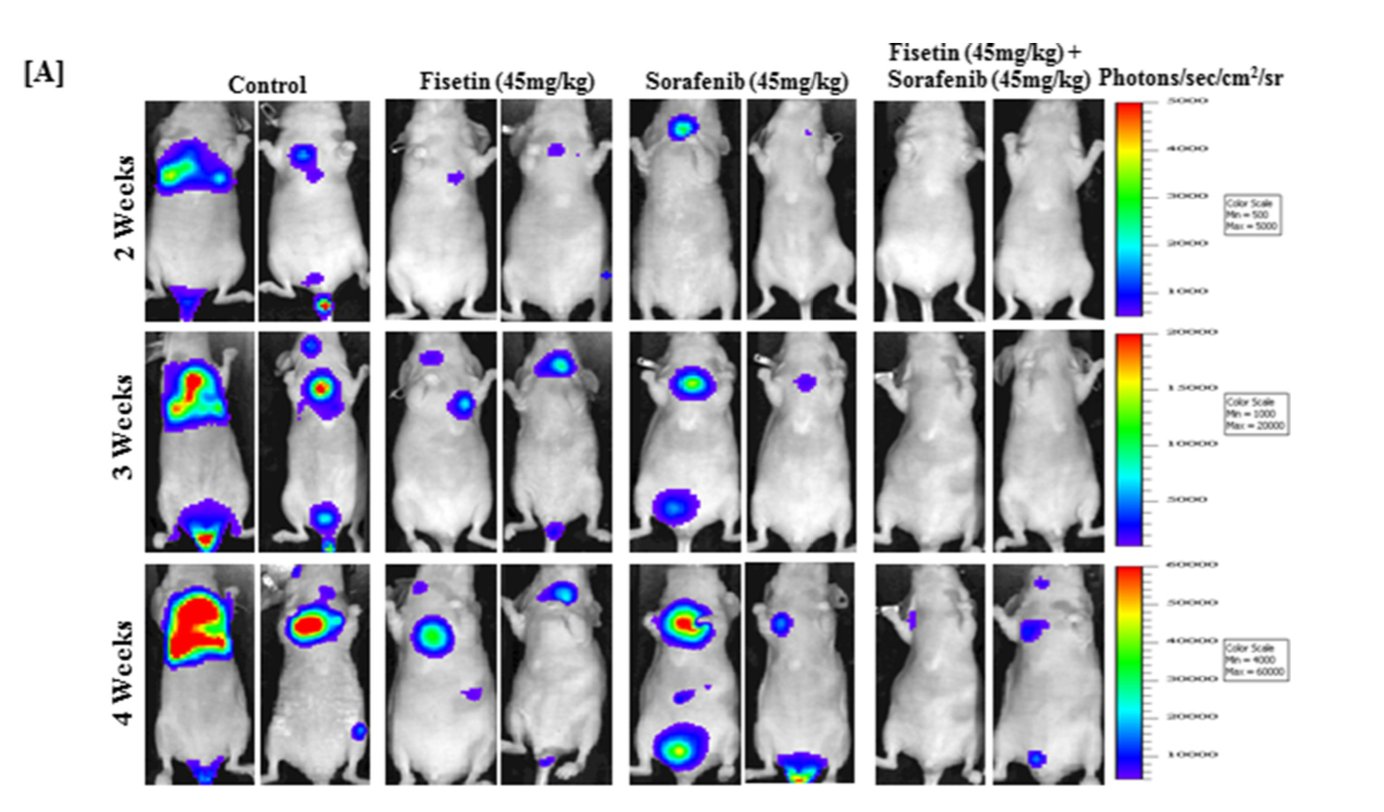 [A]
Control
Fisetin (45mg/kg)
Sorafenib (45mg/kg)
Fisetin (45mg/kg) +
Sorafenib (45mg/kg)
Photons/sec/cm²/sr
2 Weeks
5000
4000
3000
2000
1000
Color Scale
Min = 500
Max = 5000
3 Weeks
20000
15000
10000
5000
Color Scale
Min = 1000
Max = 20000
4 Weeks
60000
50000
40000
30000
20000
10000
Color Scale
Min = 4000
Max = 60000